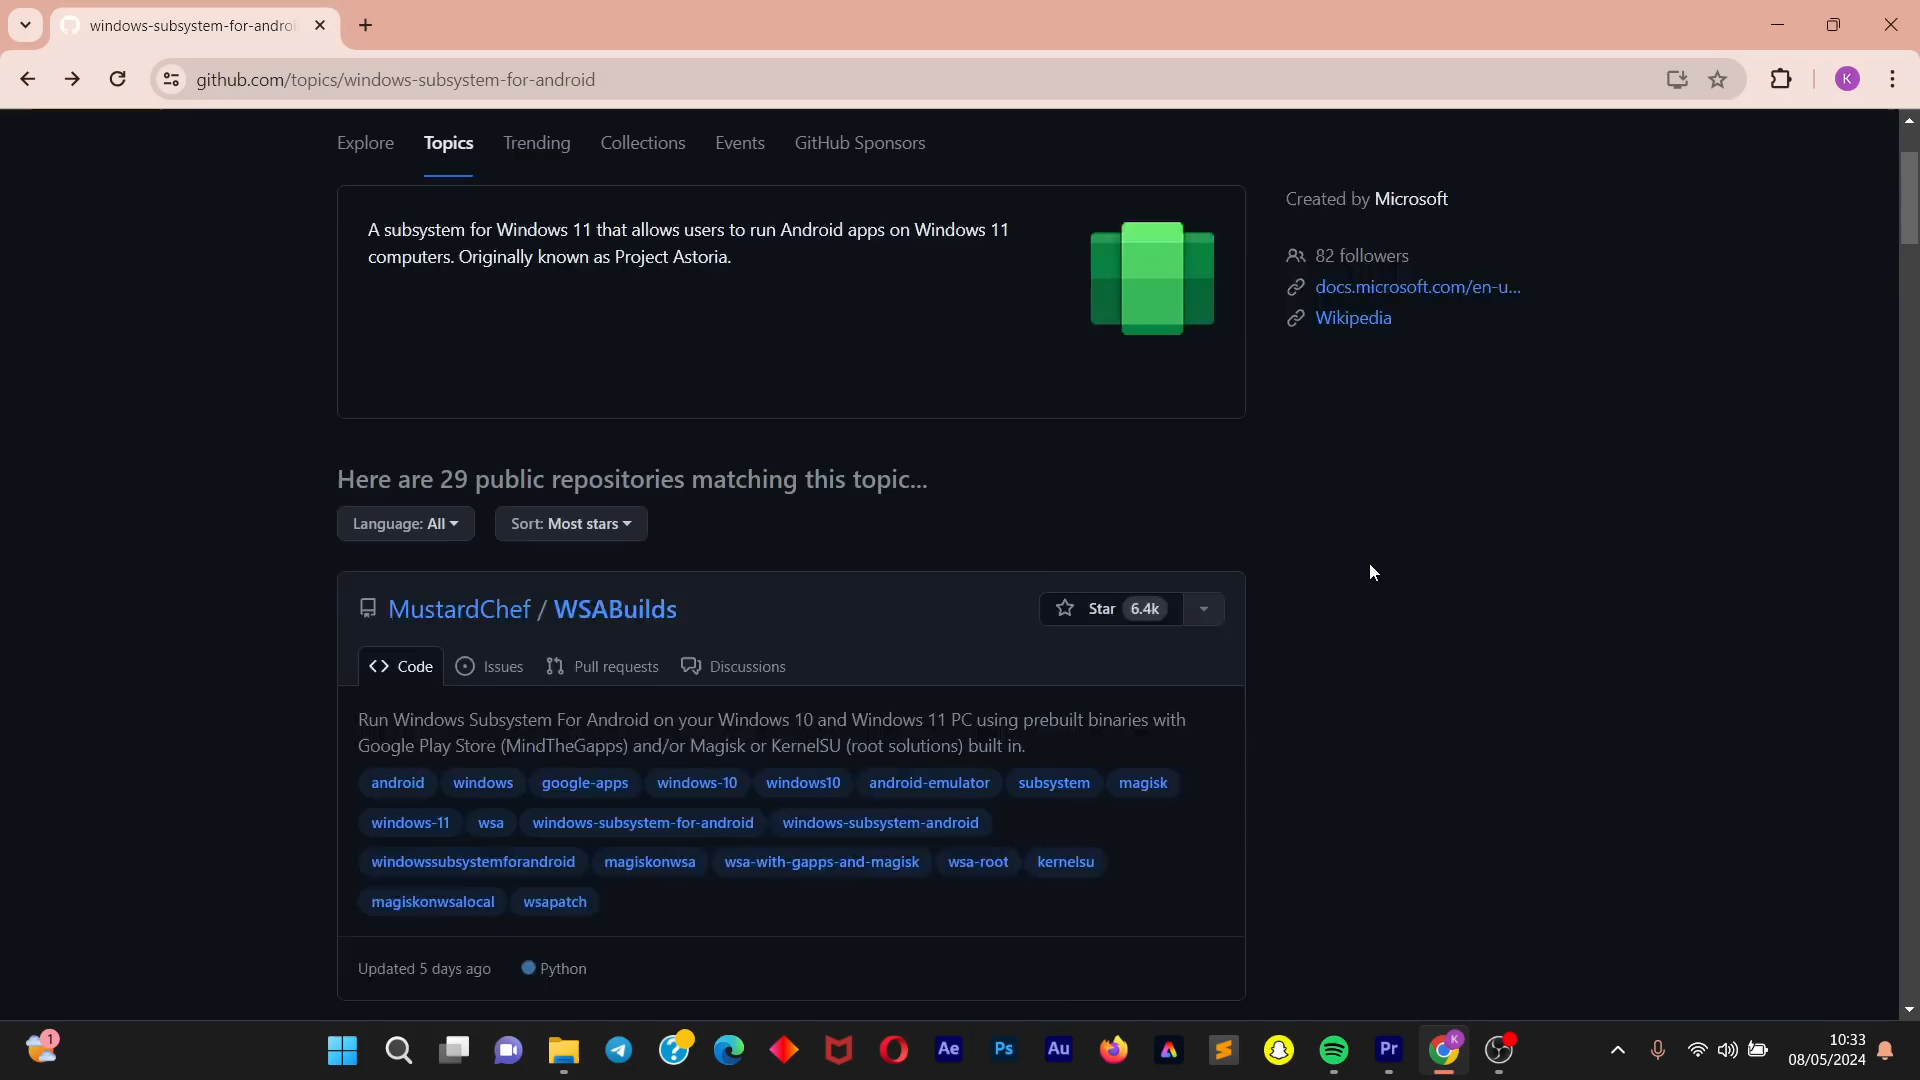 windows-subsystem-for-androi
github.com/topics/windows-subsystem-for-android
K
Explore Topics Trending Collections Events GitHub Sponsors
A subsystem for Windows 11 that allows users to run Android apps on Windows 11
computers. Originally known as Project Astoria.
Created by Microsoft
82 followers
docs.microsoft.com/en-u...
Wikipedia
Here are 29 public repositories matching this topic...
Language: All Sort: Most stars
MustardChef / WSABuilds
Star 6.4k
Code Issues Pull requests Discussions
Run Windows Subsystem For Android on your Windows 10 and Windows 11 PC using prebuilt binaries with
Google Play Store (MindTheGapps) and/or Magisk or KernelSU (root solutions) built in.
android windows google-apps windows-10 windows10 android-emulator subsystem magisk
windows-11 wsa windows-subsystem-for-android windows-subsystem-android
windowssubsystemforandroid magiskonwsa wsa-with-gapps-and-magisk wsa-root kernelsu
magiskonwsalocal wsapatch
Updated 5 days ago Python
1
Ae Ps Au Pr K
10:33
08/05/2024